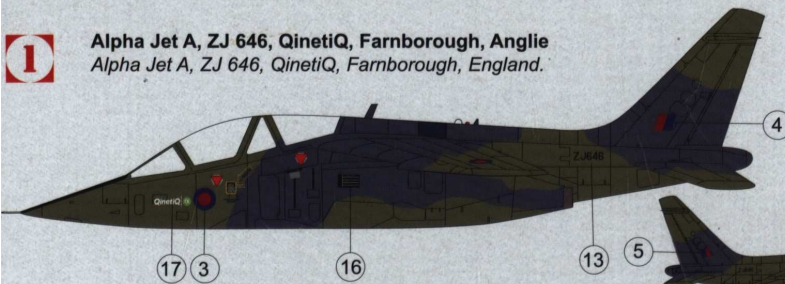 1
Alpha Jet A, ZJ 646, QinetiQ, Farnborough, Anglie
Alpha Jet A, ZJ 646, QinetiQ, Farnborough, England.
4
ZJ646
QinetiQ
5
17
3
16
13